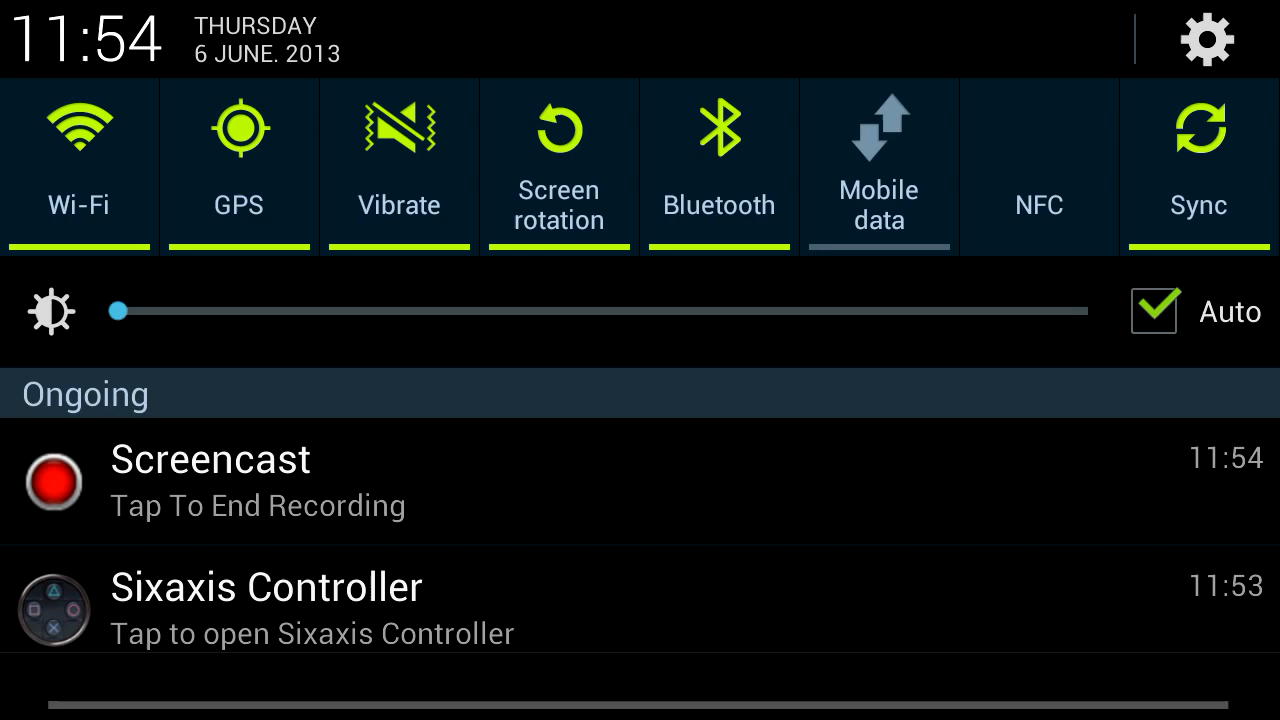 11:54
THURSDAY
6 JUNE. 2013
Wi-Fi
GPS
Vibrate
Screen
rotation
Bluetooth
Mobile
data
NFC
Sync
Auto
Ongoing
Screencast
11:54
Tap To End Recording
Sixaxis Controller
11:53
Tap to open Sixaxis Controller